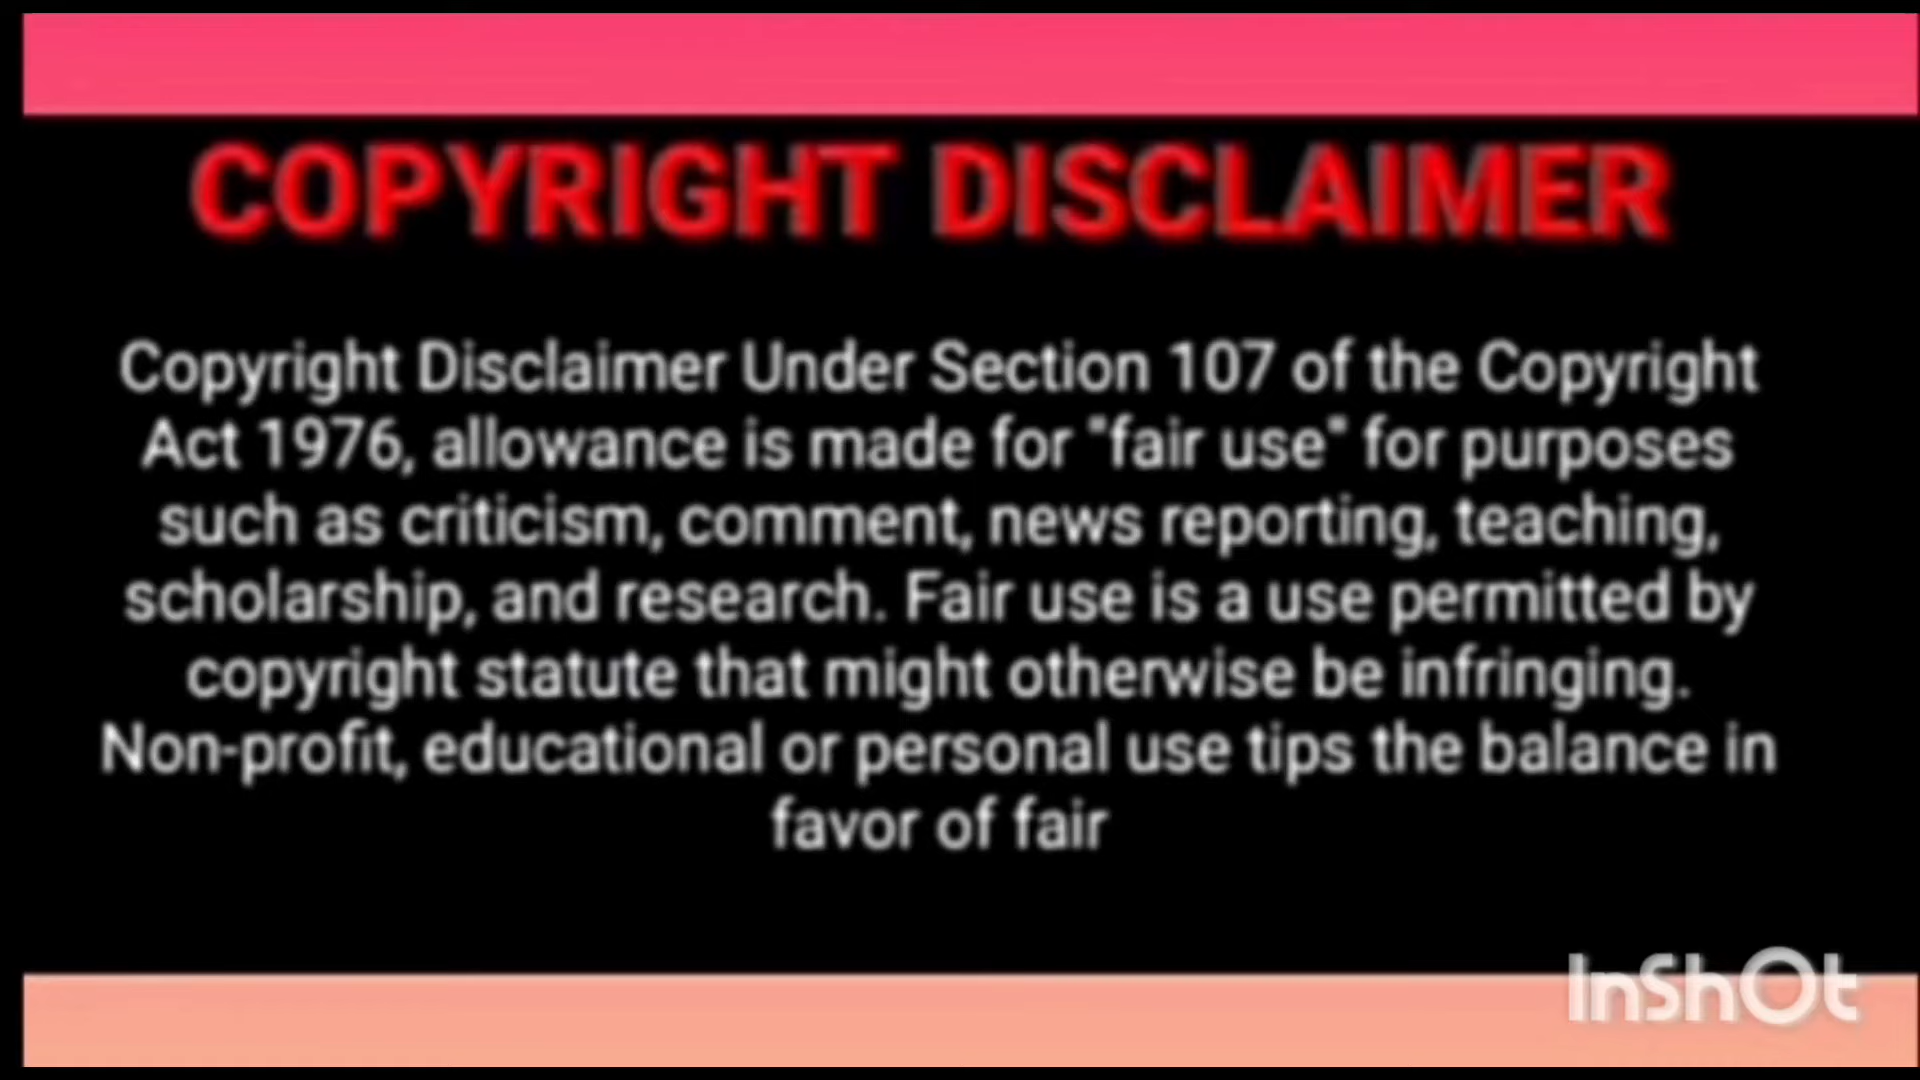 COPYRIGHT DISCLAIMER
Copyright Disclaimer Under Section 107 of the Copyright
Act 1976, allowance is made for "fair use" for purposes
such as criticism, comment, news reporting, teaching,
scholarship, and research. Fair use is a use permitted by
copyright statute that might otherwise be infringing.
Non-profit, educational or personal use tips the balance in
favor of fair
InShOt